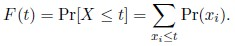 F(t) = Pr[X ≤ t] = ∑_{x_i ≤ t} Pr(x_i).